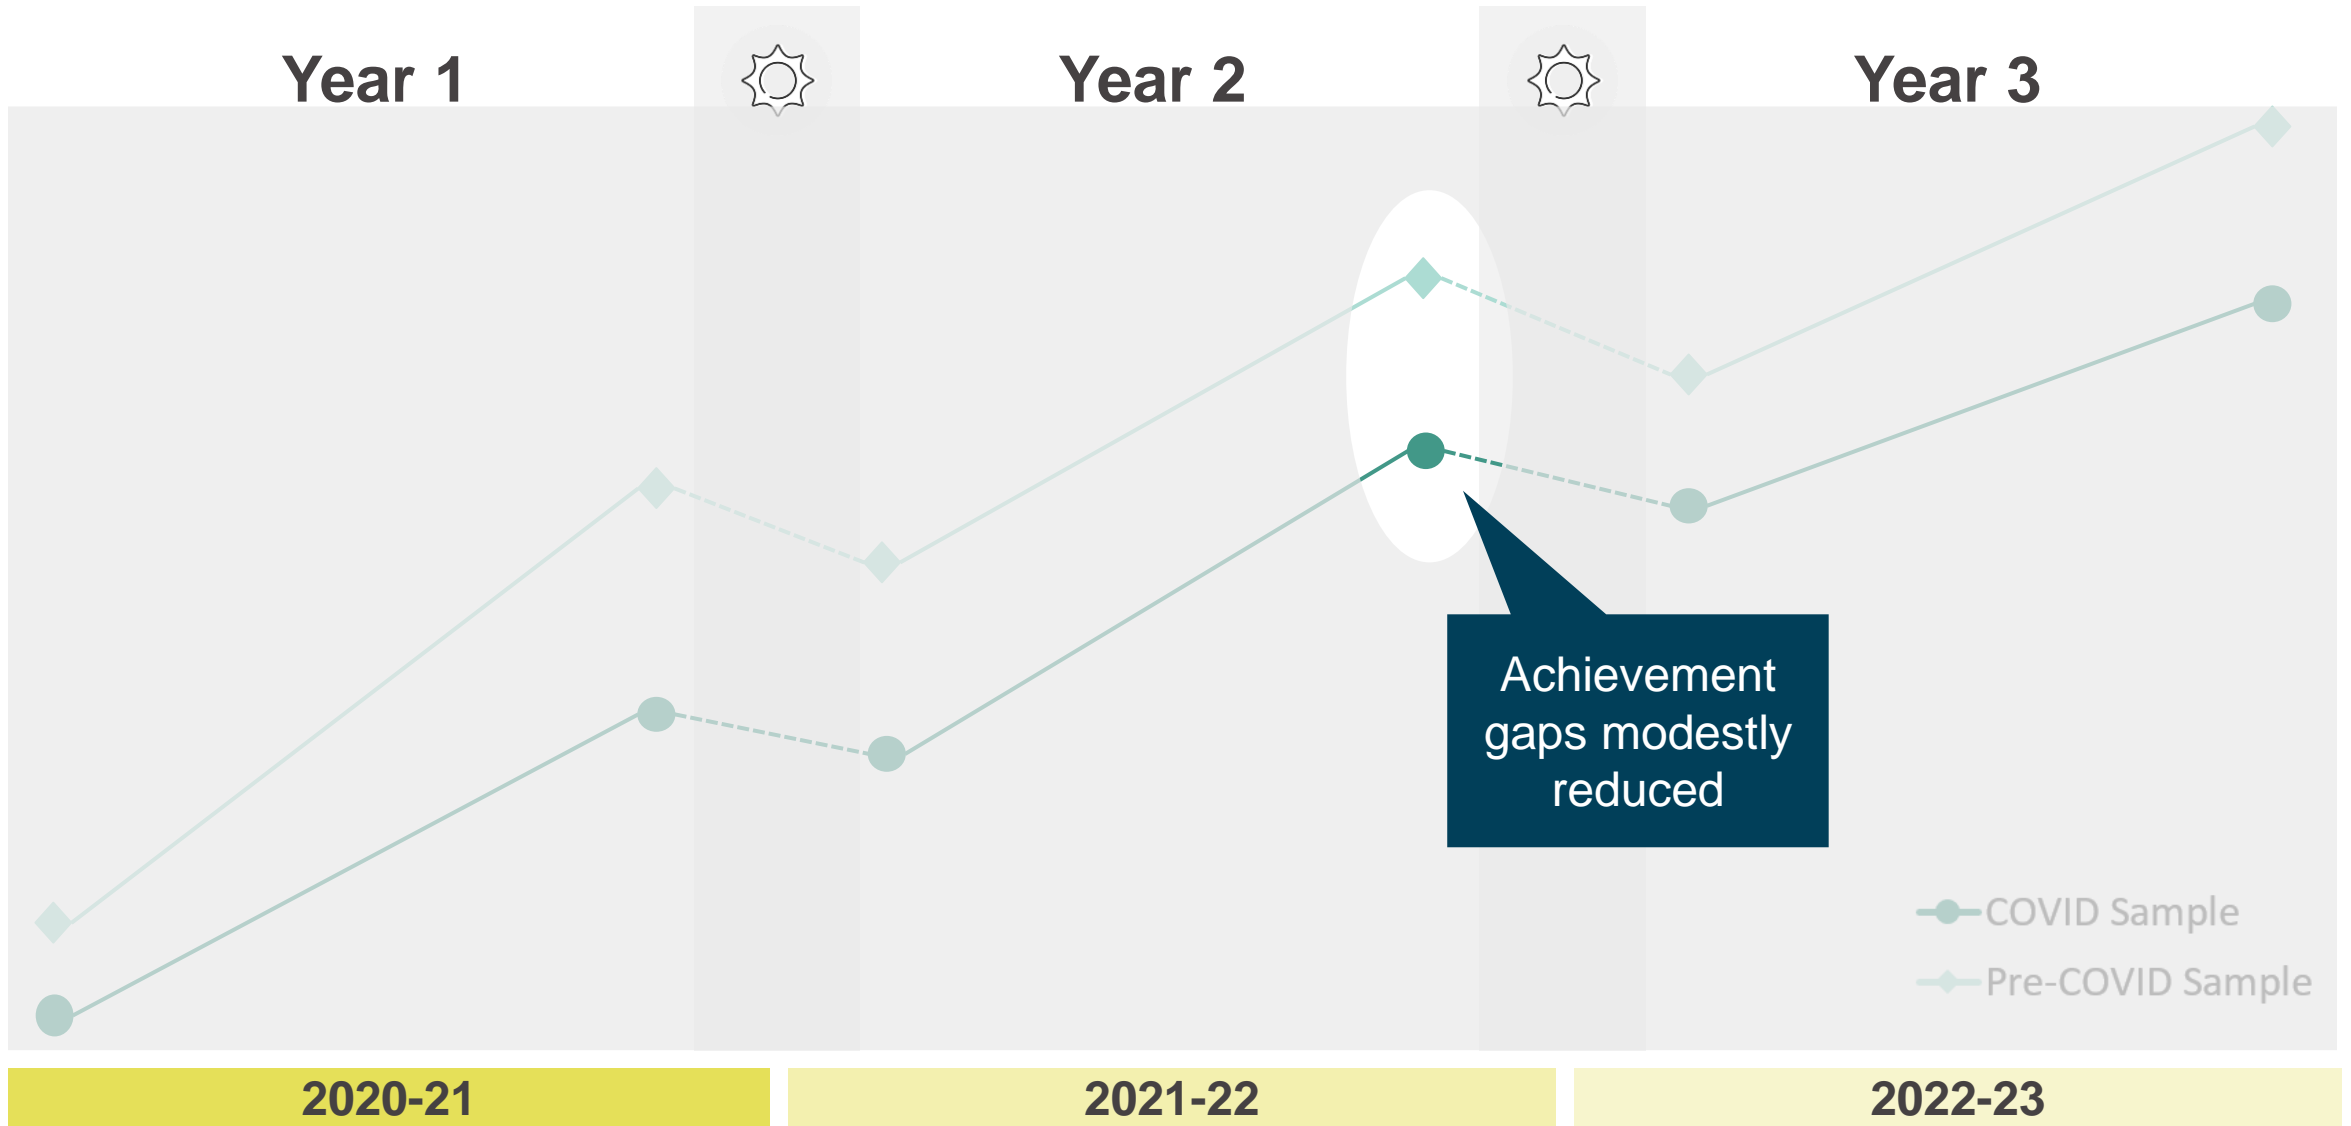 Year 1
Year 2
Year 3
Achievement
gaps modestly
reduced
COVID Sample
Pre-COVID Sample
2020-21
2021-22
2022-23